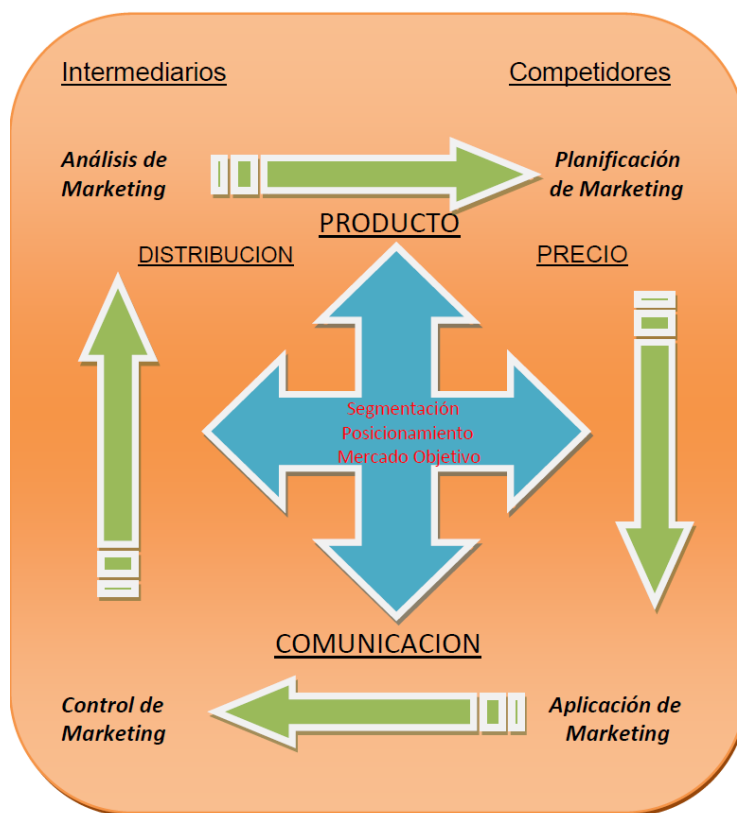 Intermediarios
Competidores
Análisis de
Marketing
Planificación
de Marketing
PRODUCTO
DISTRIBUCION
PRECIO
Segmentación
Posicionamiento
Mercado Objetivo
COMUNICACION
Control de
Marketing
Aplicación de
Marketing